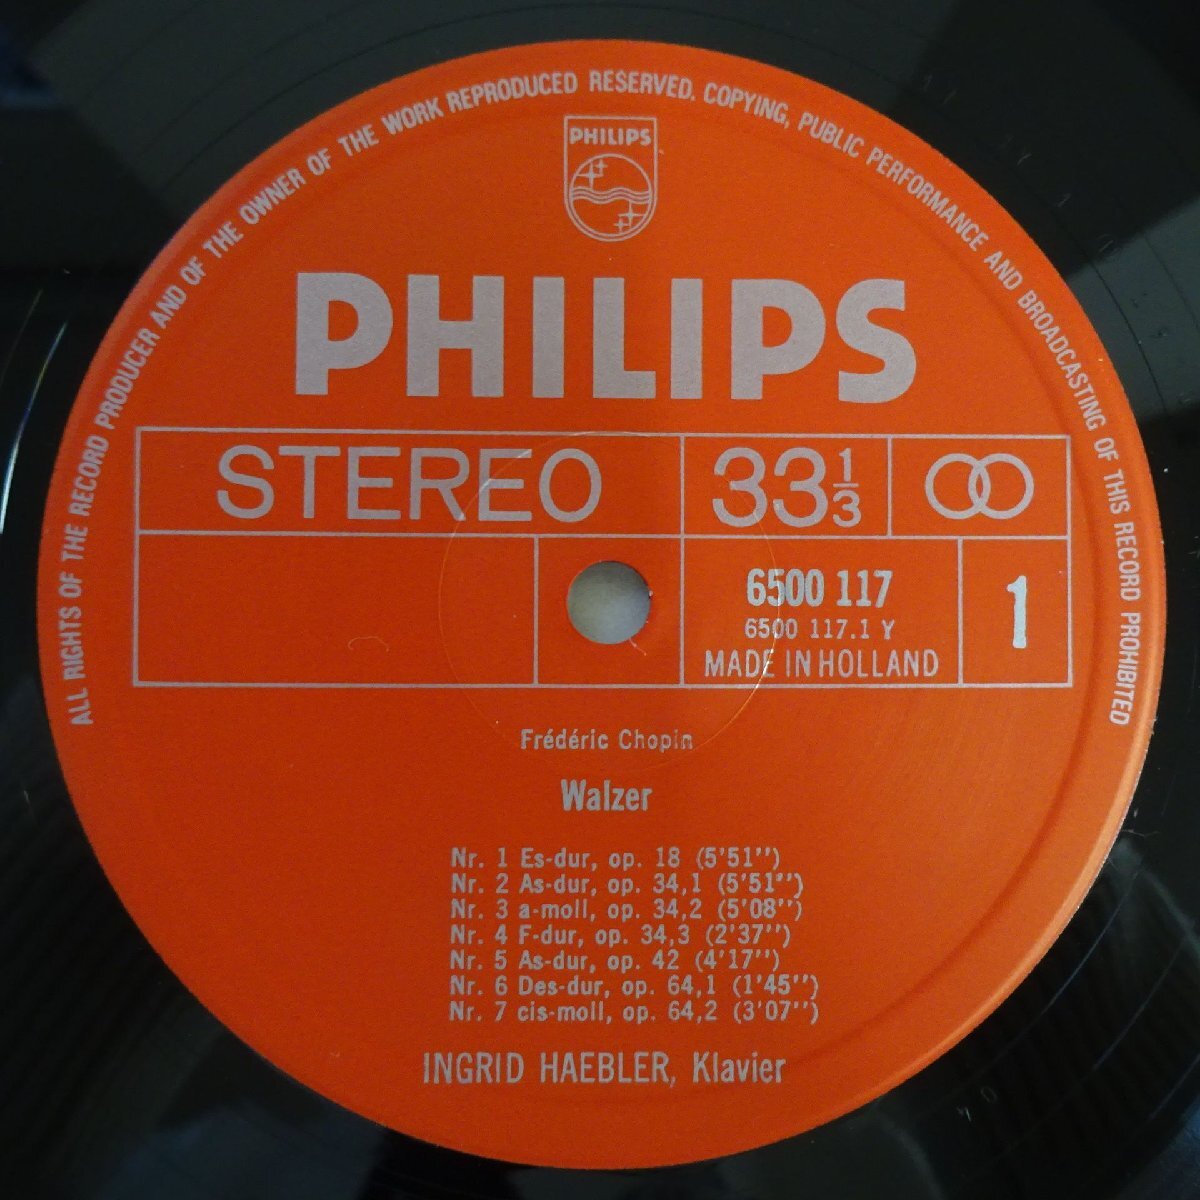 ALL RIGHTS OF THE RECORD PRODUCER AND OF THE OWNER OF THE WORK REPRODUCED RESERVED. COPYING, PUBLIC PERFORMANCE AND BROADCASTING OF THIS RECORD PROHIBITED
PHILIPS
PHILIPS
STEREO 33 1/3
6500 117
6500 117.1 Y
MADE IN HOLLAND
1
Frédéric Chopin
Walzer
Nr. 1 Es-dur, op. 18 (5'51'')
Nr. 2 As-dur, op. 34,1 (5'51'')
Nr. 3 a-moll, op. 34,2 (5'08'')
Nr. 4 F-dur, op. 34,3 (2'37'')
Nr. 5 As-dur, op. 42 (4'17'')
Nr. 6 Des-dur, op. 64,1 (1'45'')
Nr. 7 cis-moll, op. 64,2 (3'07'')
INGRID HAEBLER, Klavier